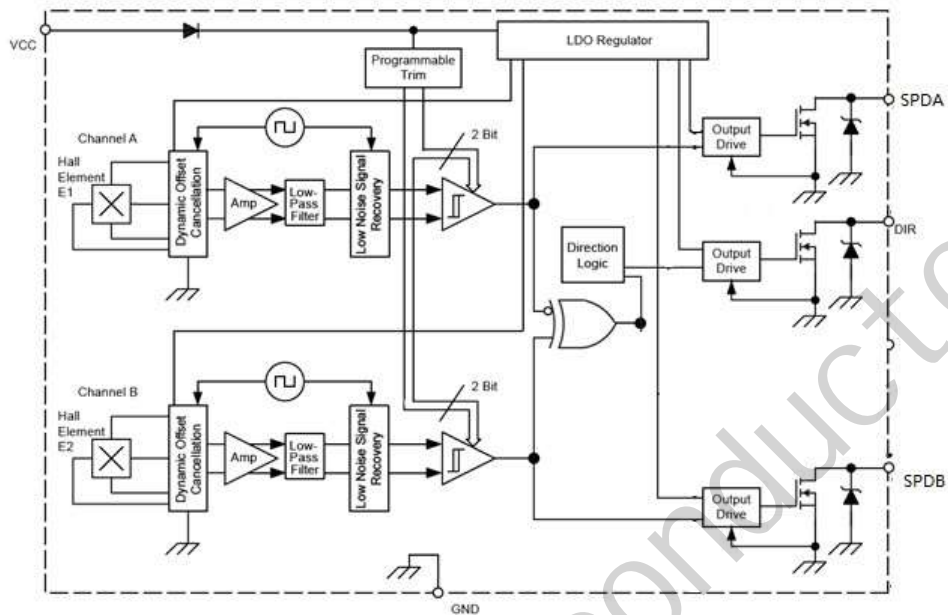 VCC
LDO Regulator
Programmable
Trim
SPDA
Channel A
Hall
Element
E1
Dynamic Offset
Cancellation
Amp
Low-
Pass
Filter
Low Noise Signal
Recovery
2 Bit
Output
Drive
DIR
Direction
Logic
Output
Drive
Channel B
Hall
Element
E2
Dynamic Offset
Cancellation
Amp
Low-
Pass
Filter
Low Noise Signal
Recovery
2 Bit
SPDB
Output
Drive
GND